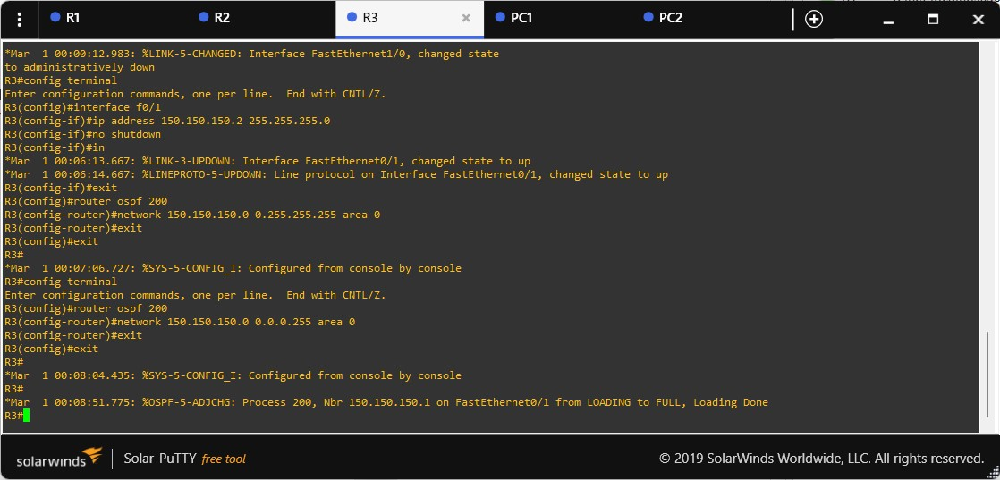 R1
R2
R3
PC1
PC2
*Mar  1 00:00:12.983: %LINK-5-CHANGED: Interface FastEthernet1/0, changed state
to administratively down
R3#config terminal
Enter configuration commands, one per line.  End with CNTL/Z.
R3(config)#interface f0/1
R3(config-if)#ip address 150.150.150.2 255.255.255.0
R3(config-if)#no shutdown
R3(config-if)#in
*Mar  1 00:06:13.667: %LINK-3-UPDOWN: Interface FastEthernet0/1, changed state to up
*Mar  1 00:06:14.667: %LINEPROTO-5-UPDOWN: Line protocol on Interface FastEthernet0/1, changed state to up
R3(config-if)#exit
R3(config)#router ospf 200
R3(config-router)#network 150.150.150.0 0.255.255.255 area 0
R3(config-router)#exit
R3(config)#exit
R3#
*Mar  1 00:07:06.727: %SYS-5-CONFIG_I: Configured from console by console
R3#config terminal
Enter configuration commands, one per line.  End with CNTL/Z.
R3(config)#router ospf 200
R3(config-router)#network 150.150.150.0 0.0.0.255 area 0
R3(config-router)#exit
R3(config)#exit
R3#
*Mar  1 00:08:04.435: %SYS-5-CONFIG_I: Configured from console by console
R3#
*Mar  1 00:08:51.775: %OSPF-5-ADJCHG: Process 200, Nbr 150.150.150.1 on FastEthernet0/1 from LOADING to FULL, Loading Done
R3#
solarwinds
Solar-PuTTY free tool
© 2019 SolarWinds Worldwide, LLC. All rights reserved.